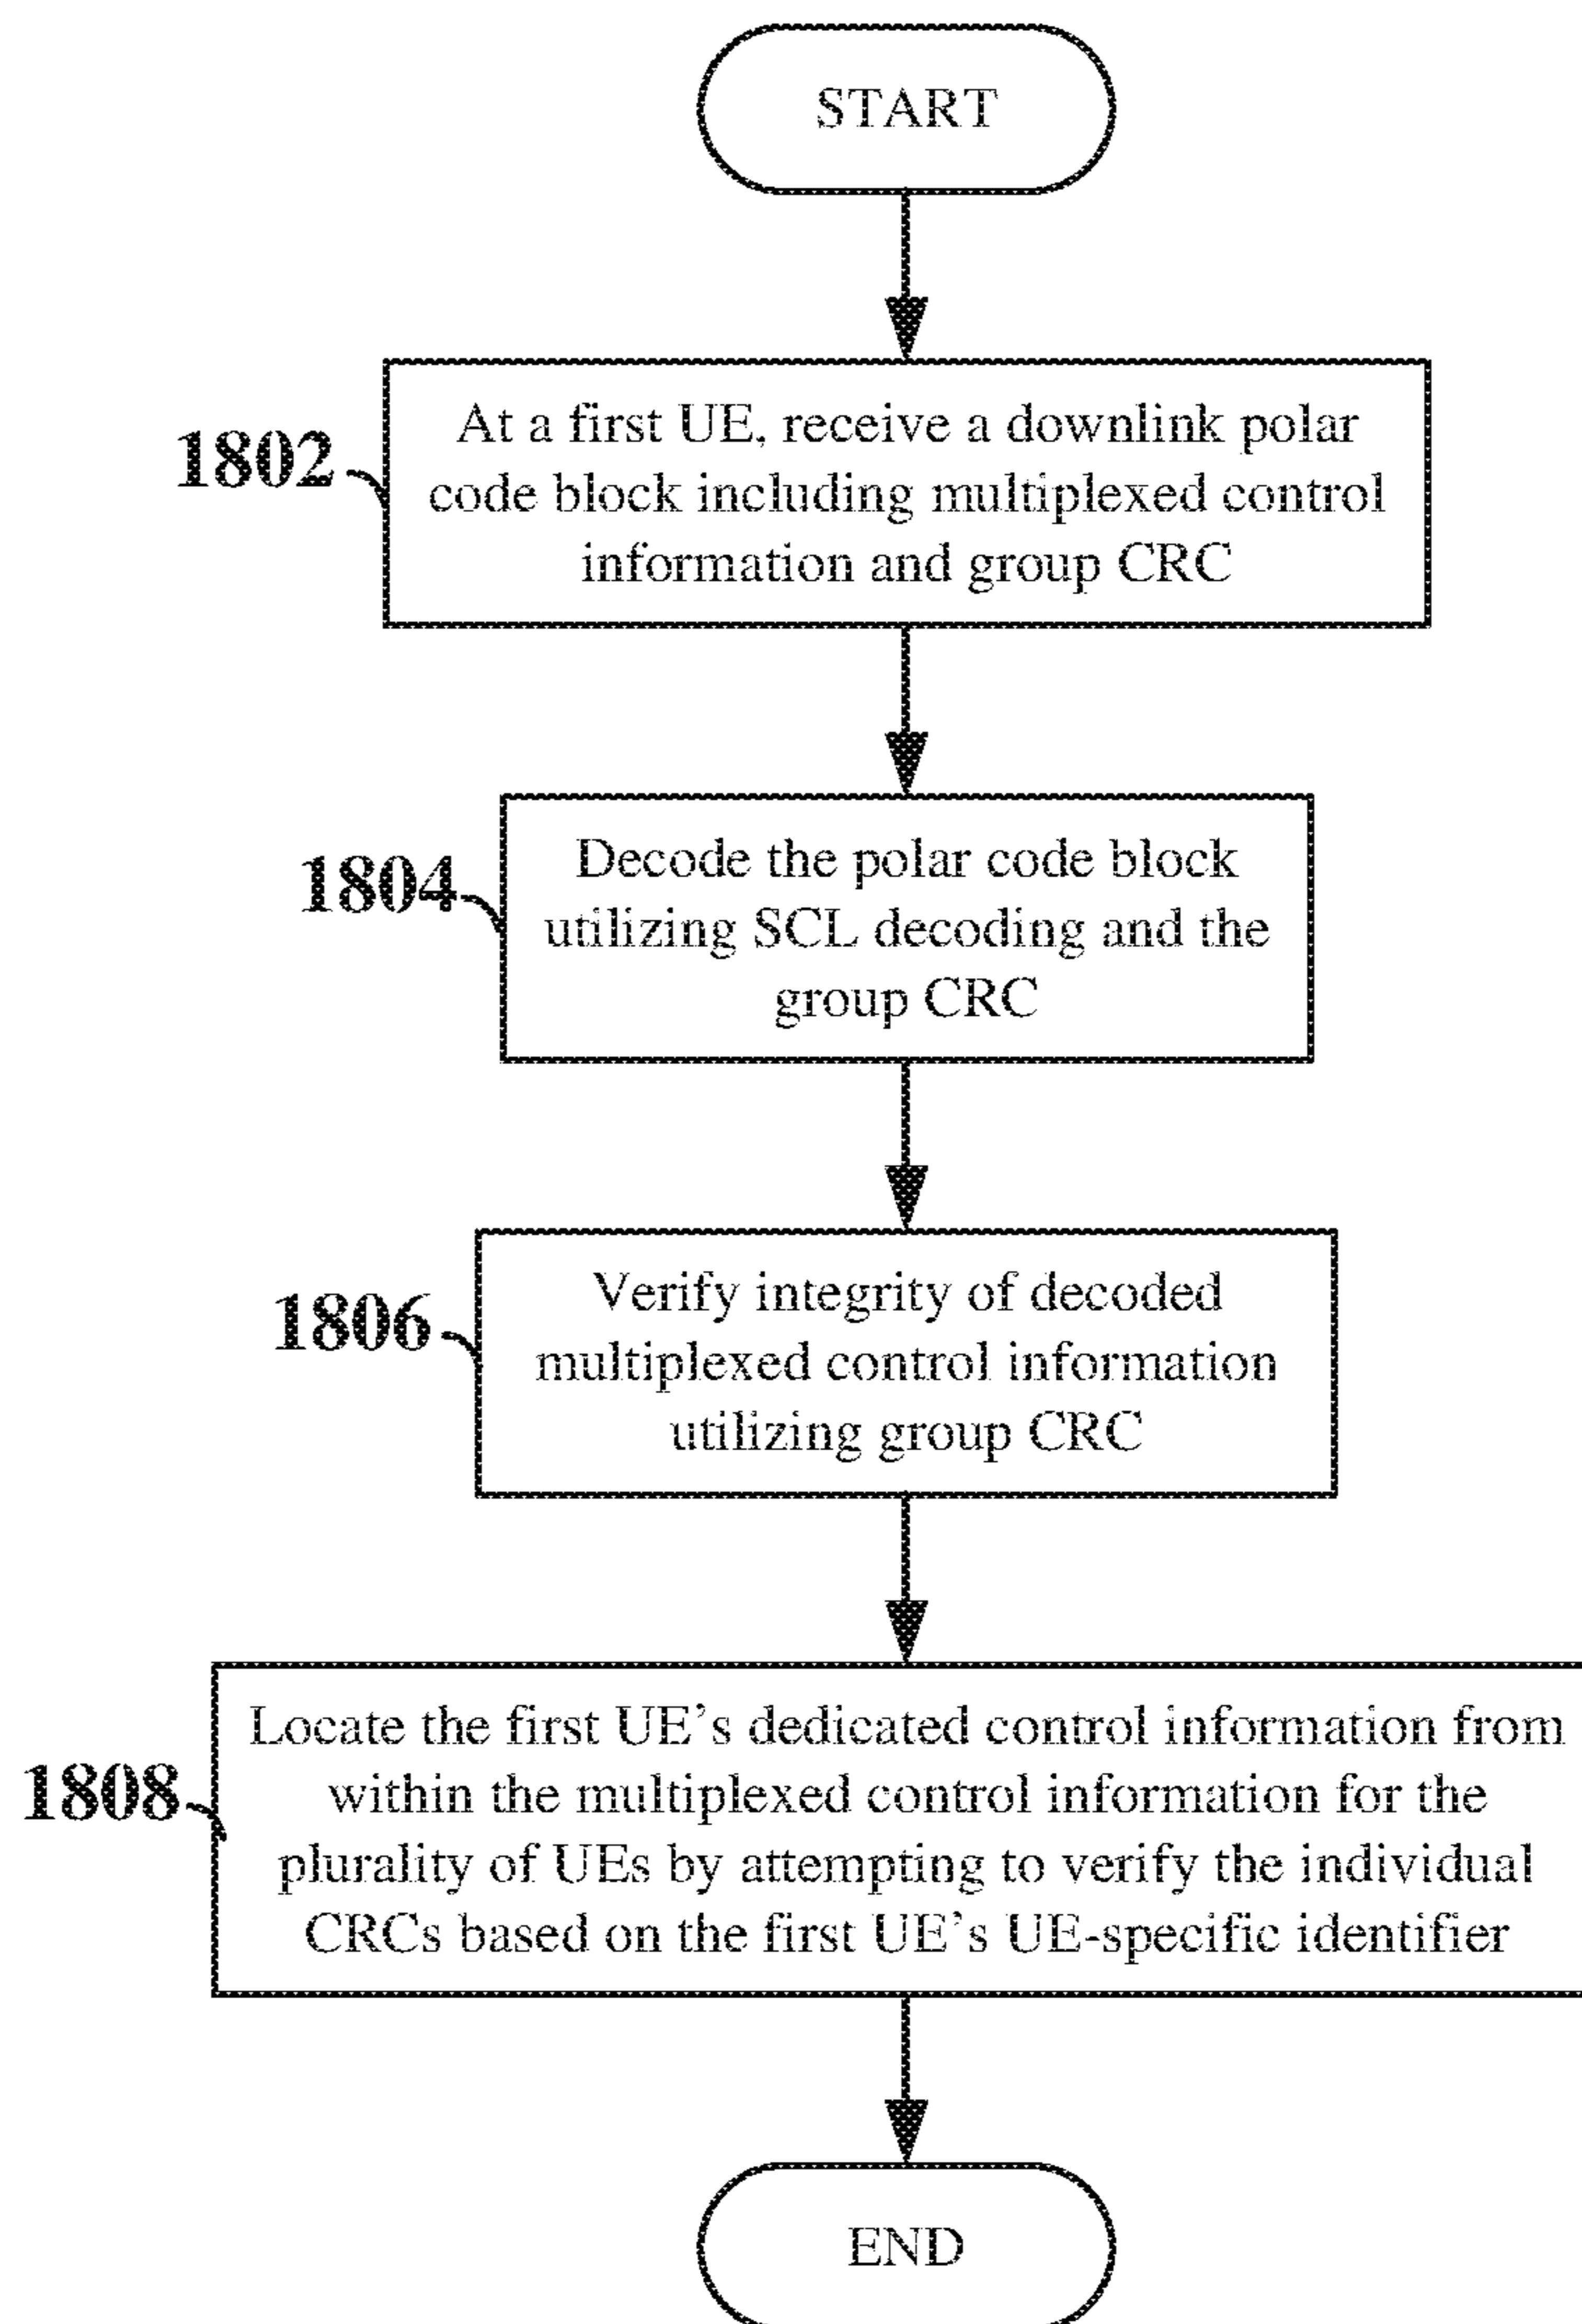 START
1802
At a first UE, receive a downlink polar
code block including multiplexed control
information and group CRC
1804
Decode the polar code block
utilizing SCL decoding and the
group CRC
1806
Verify integrity of decoded
multiplexed control information
utilizing group CRC
1808
Locate the first UE's dedicated control information from
within the multiplexed control information for the
plurality of UEs by attempting to verify the individual
CRCs based on the first UE's UE-specific identifier
END